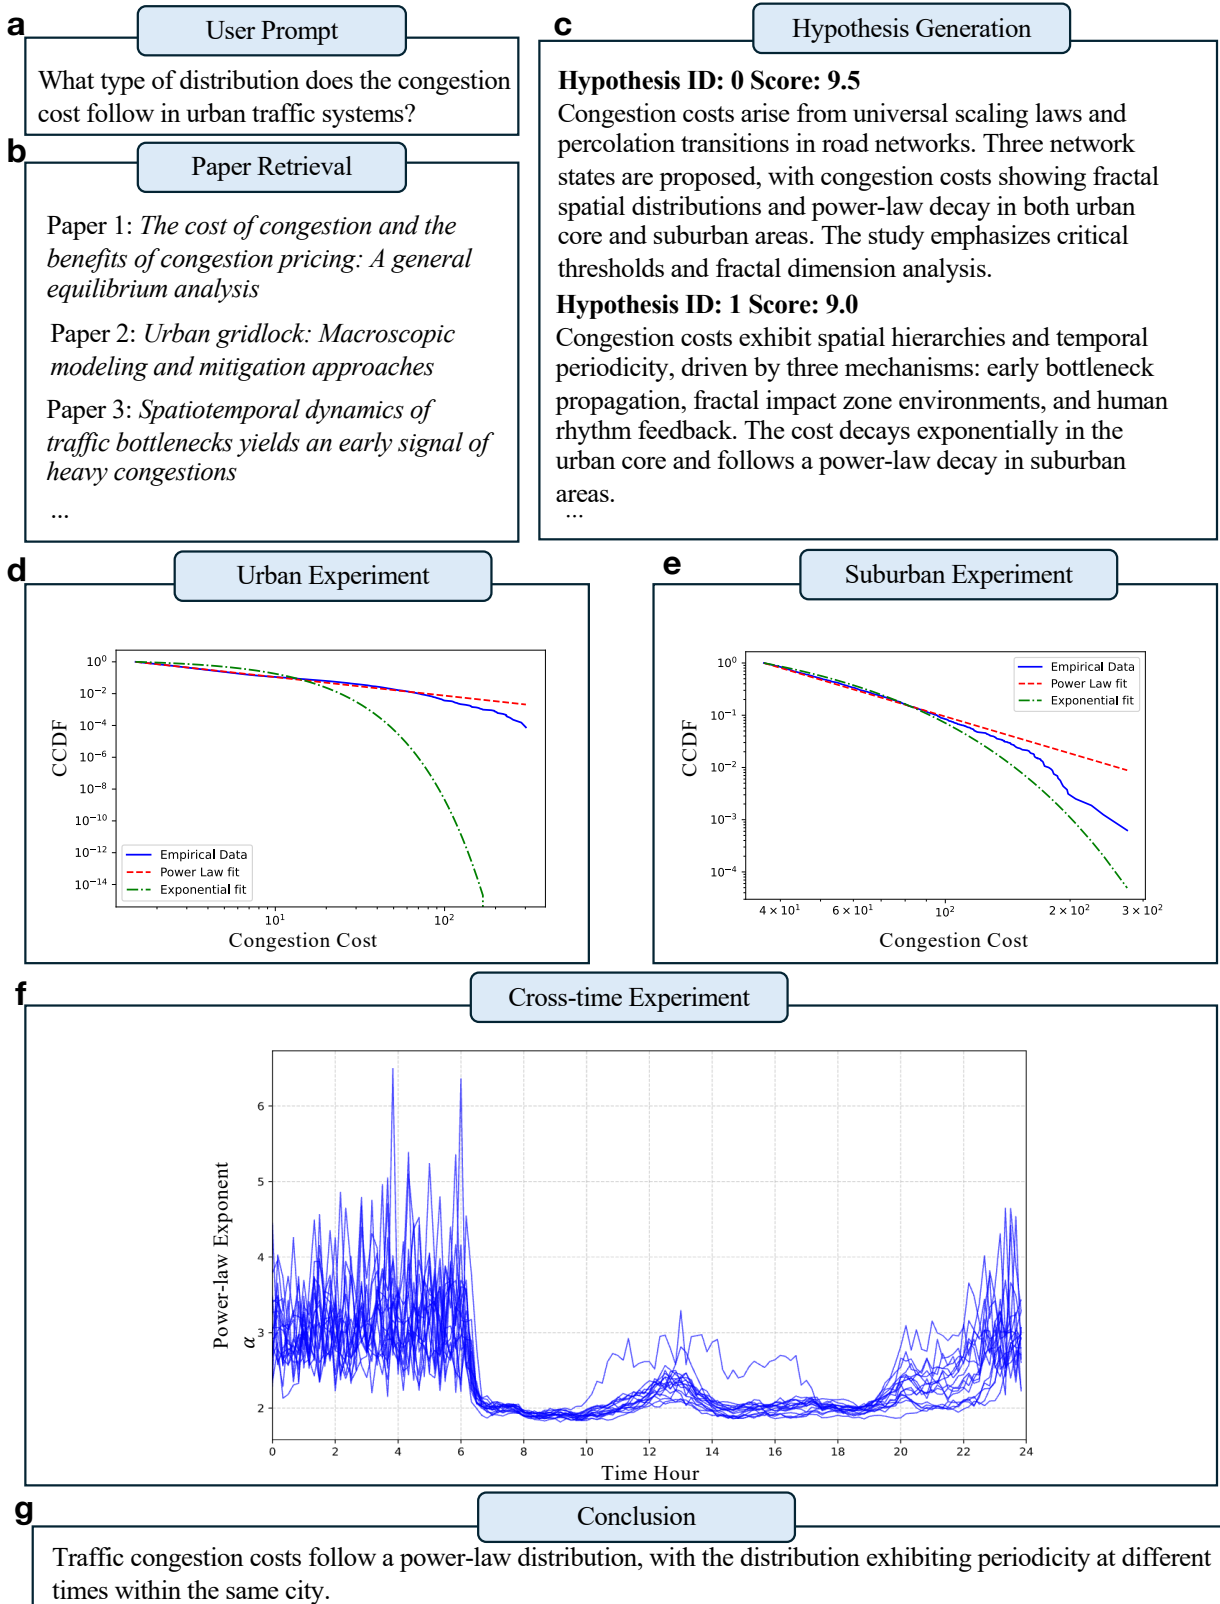 a
User Prompt
What type of distribution does the congestion
cost follow in urban traffic systems?
b
Paper Retrieval
Paper 1: The cost of congestion and the
benefits of congestion pricing: A general
equilibrium analysis
Paper 2: Urban gridlock: Macroscopic
modeling and mitigation approaches
Paper 3: Spatiotemporal dynamics of
traffic bottlenecks yields an early signal of
heavy congestions
...
c
Hypothesis Generation
Hypothesis ID: 0 Score: 9.5
Congestion costs arise from universal scaling laws and
percolation transitions in road networks. Three network
states are proposed, with congestion costs showing fractal
spatial distributions and power-law decay in both urban
core and suburban areas. The study emphasizes critical
thresholds and fractal dimension analysis.
Hypothesis ID: 1 Score: 9.0
Congestion costs exhibit spatial hierarchies and temporal
periodicity, driven by three mechanisms: early bottleneck
propagation, fractal impact zone environments, and human
rhythm feedback. The cost decays exponentially in the
urban core and follows a power-law decay in suburban
areas.
...
d
Urban Experiment
CCDF
10⁰
10⁻²
10⁻⁴
10⁻⁶
10⁻⁸
10⁻¹⁰
10⁻¹²
10⁻¹⁴
Empirical Data
Power Law fit
Exponential fit
10¹
10²
Congestion Cost
e
Suburban Experiment
CCDF
10⁰
10⁻¹
10⁻²
10⁻³
10⁻⁴
Empirical Data
Power Law fit
Exponential fit
4 × 10¹
6 × 10¹
10²
2 × 10²
3 × 10²
Congestion Cost
f
Cross-time Experiment
Power-law Exponent
α
6
5
4
3
2
0 2 4 6 8 10 12 14 16 18 20 22 24
Time Hour
g
Conclusion
Traffic congestion costs follow a power-law distribution, with the distribution exhibiting periodicity at different
times within the same city.